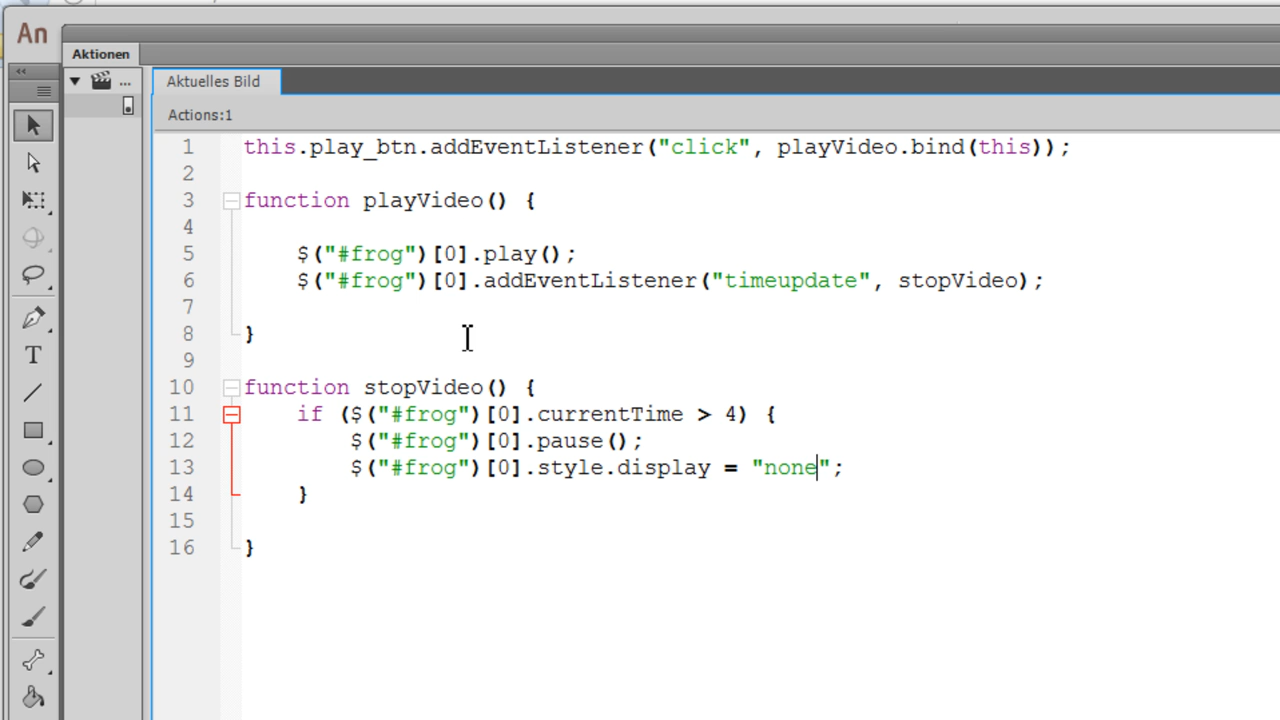 An
Aktionen
...
Aktuelles Bild
Actions:1
1 this.play_btn.addEventListener("click", playVideo.bind(this));
2
3 function playVideo() {
4
5 $("#frog")[0].play();
6 $("#frog")[0].addEventListener("timeupdate", stopVideo);
7
8 }
9
10 function stopVideo() {
11 if ($("#frog")[0].currentTime > 4) {
12 $("#frog")[0].pause();
13 $("#frog")[0].style.display = "none";
14 }
15
16 }